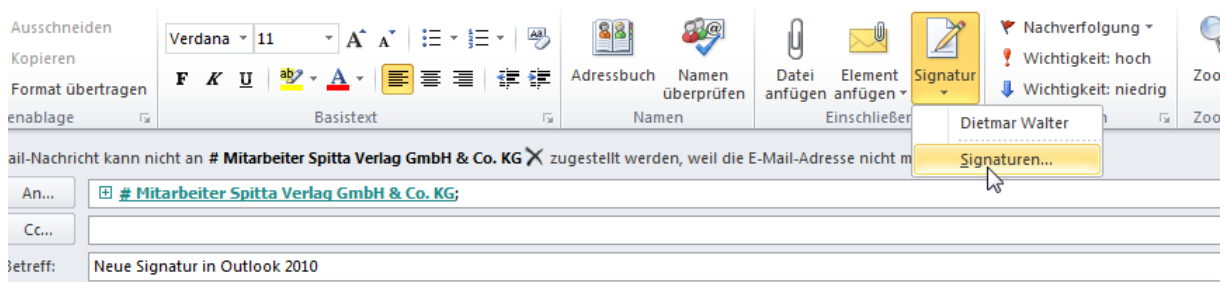 Ausschneiden
Kopieren
Format übertragen
enablage
Verdana 11
F K U
Basistext
Adressbuch
Namen überprüfen
Namen
Datei anfügen
Element anfügen
Signatur
Einschließen
Nachverfolgung
Wichtigkeit: hoch
Wichtigkeit: niedrig
Zoo
Zoo
Dietmar Walter
Signaturen...
ail-Nachricht kann nicht an # Mitarbeiter Spitta Verlag GmbH & Co. KG zugestellt werden, weil die E-Mail-Adresse nicht m
An... # Mitarbeiter Spitta Verlag GmbH & Co. KG;
Cc...
Betreff: Neue Signatur in Outlook 2010